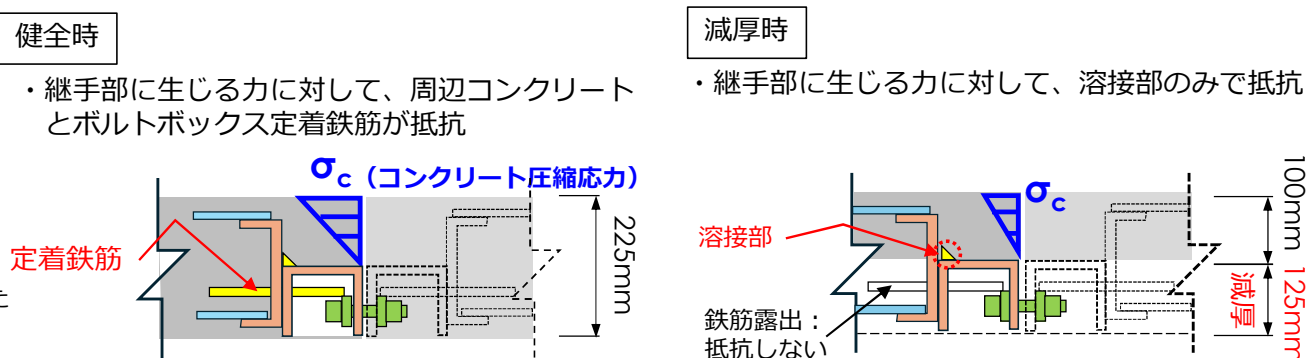 健全時
・継手部に生じる力に対して、周辺コンクリート
とボルトボックス定着鉄筋が抵抗
σc（コンクリート圧縮応力）
定着鉄筋
225mm
た
減厚時
・継手部に生じる力に対して、溶接部のみで抵抗
σc
溶接部
鉄筋露出：
抵抗しない
100mm
125mm
減厚